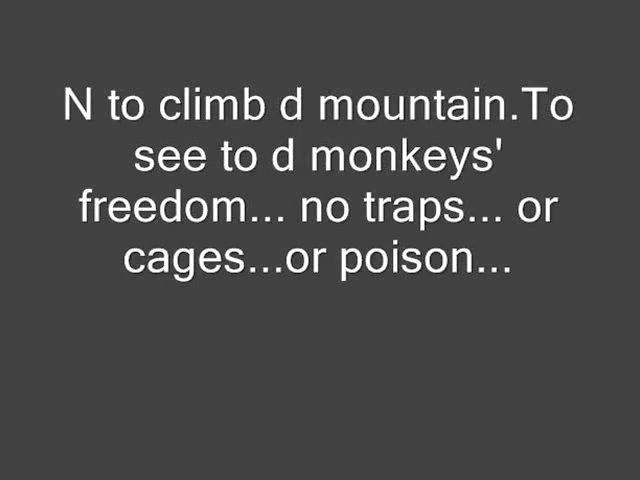 N to climb d mountain.To
see to d monkeys'
freedom... no traps... or
cages...or poison...